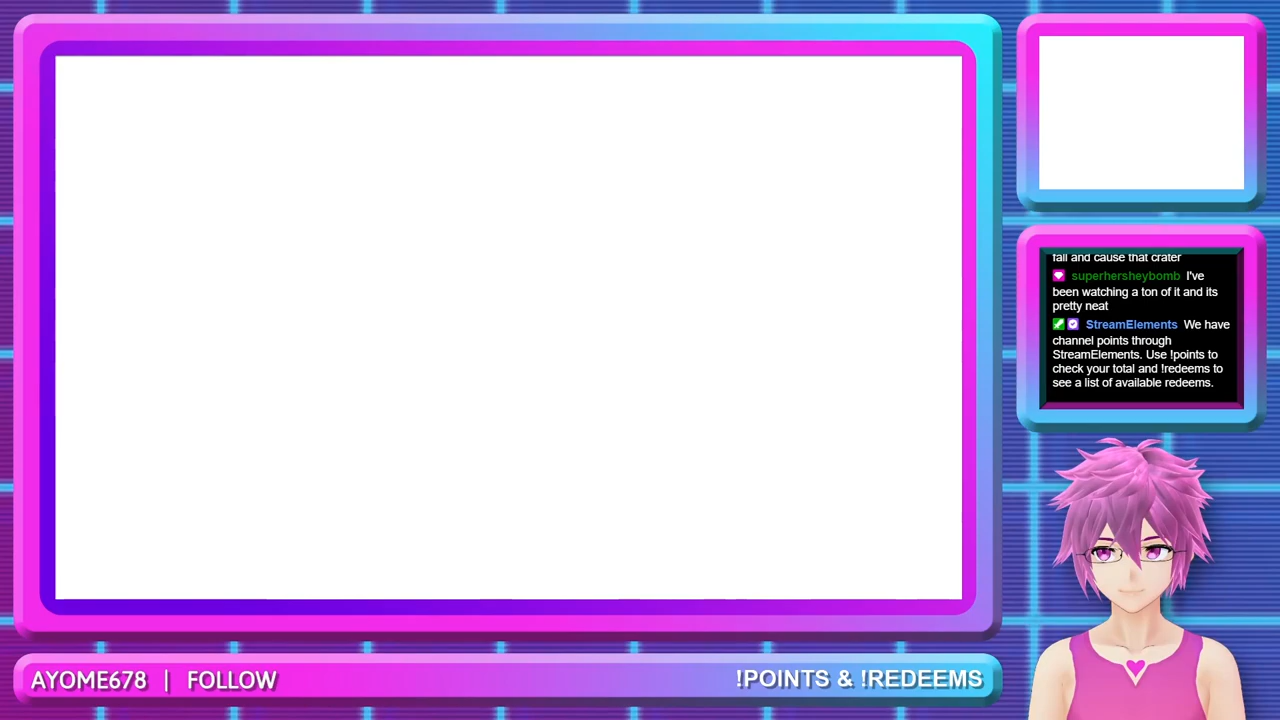 fall and cause that crater
superhersheybomb I've
been watching a ton of it and its
pretty neat
StreamElements We have
channel points through
StreamElements. Use !points to
check your total and !redeems to
see a list of available redeems.
AYOME678 | FOLLOW
!POINTS & !REDEEMS